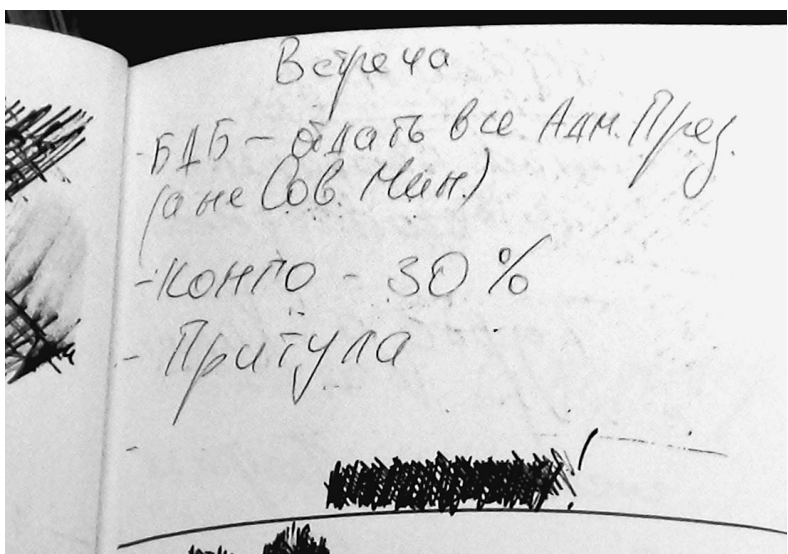 Встреча
- БДБ – отдать все Адм. През.
(а не Сов. Мин.)
- Конго - 30 %
- Притула
-